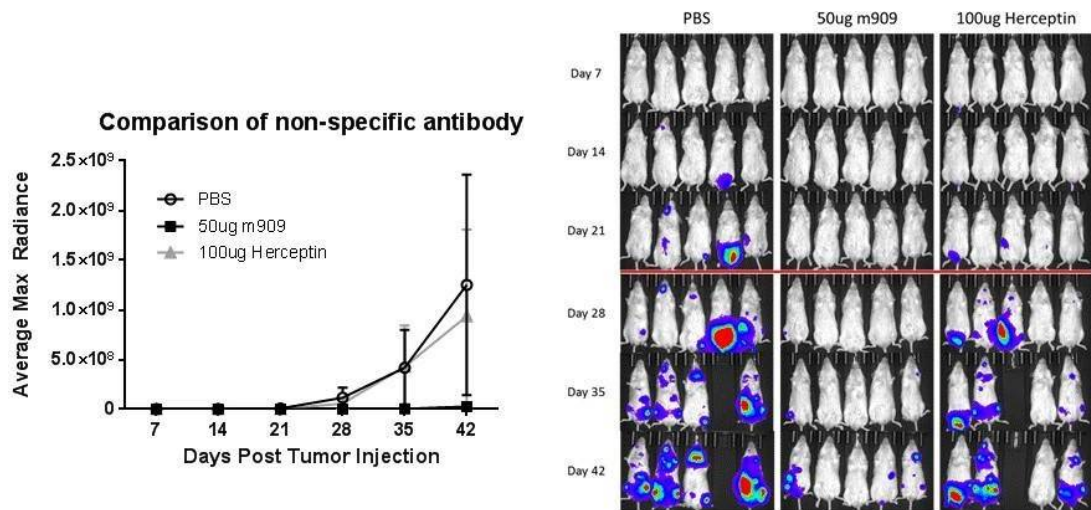 Comparison of non-specific antibody
2.5×10⁹
2.0×10⁹
1.5×10⁹
1.0×10⁹
5.0×10⁸
0
PBS
50ug m909
100ug Herceptin
Average Max Radiance
7 14 21 28 35 42
Days Post Tumor Injection
PBS 50ug m909 100ug Herceptin
Day 7
Day 14
Day 21
Day 28
Day 35
Day 42